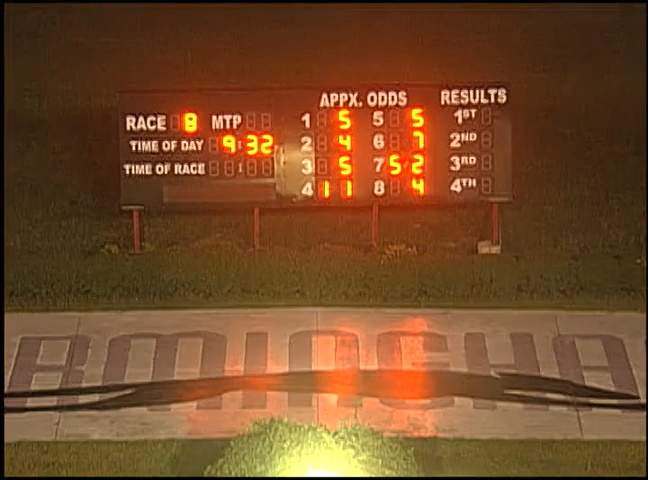 APPX. ODDS RESULTS
RACE 8 MTP 1 5 5 5 1ST
TIME OF DAY 9:32 2 4 6 7 2ND
TIME OF RACE 3 5 7 52 3RD
4 11 8 4 4TH
RMINGHA